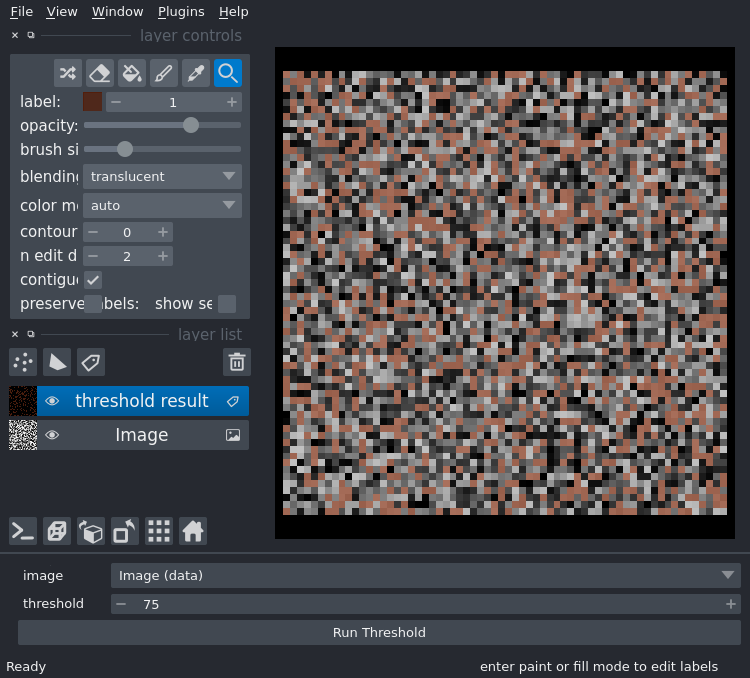 File View Window Plugins Help
layer controls
label: 1
opacity:
brush si
blending translucent
color m auto
contour 0
n edit d 2
contigu
preserve abels: show se
layer list
threshold result
Image
image Image (data)
threshold 75
Run Threshold
Ready enter paint or fill mode to edit labels